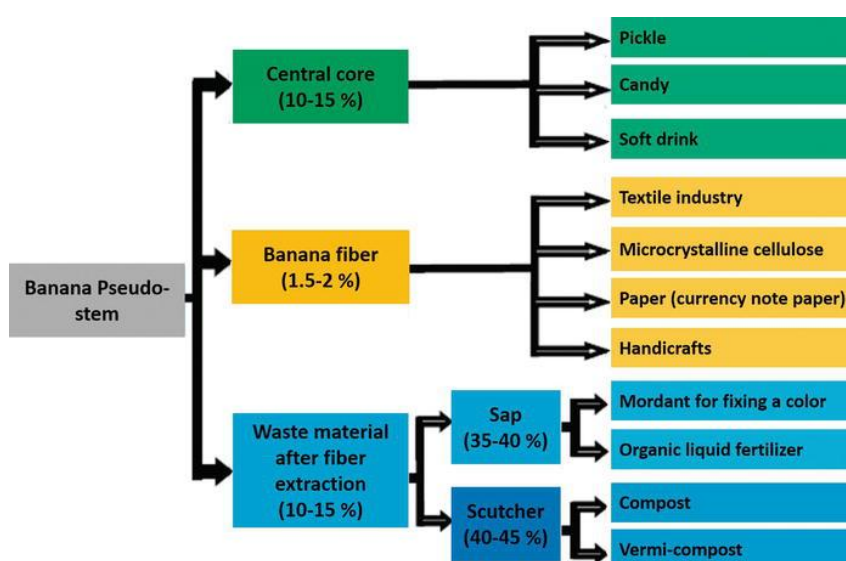 Banana Pseudo-
stem
Central core
(10-15 %)
Pickle
Candy
Soft drink
Banana fiber
(1.5-2 %)
Textile industry
Microcrystalline cellulose
Paper (currency note paper)
Handicrafts
Waste material
after fiber
extraction
(10-15 %)
Sap
(35-40 %)
Mordant for fixing a color
Organic liquid fertilizer
Scutcher
(40-45 %)
Compost
Vermi-compost